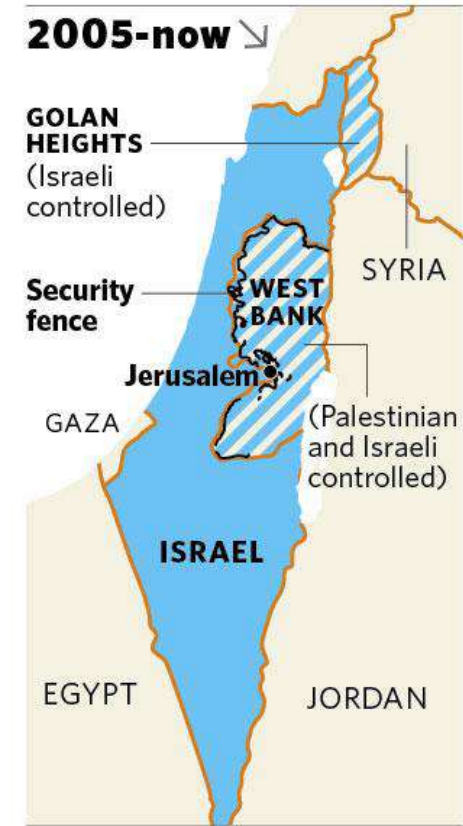 2005-now
GOLAN
HEIGHTS
(Israeli
controlled)
SYRIA
Security
fence
WEST
BANK
Jerusalem
GAZA
(Palestinian
and Israeli
controlled)
ISRAEL
EGYPT
JORDAN